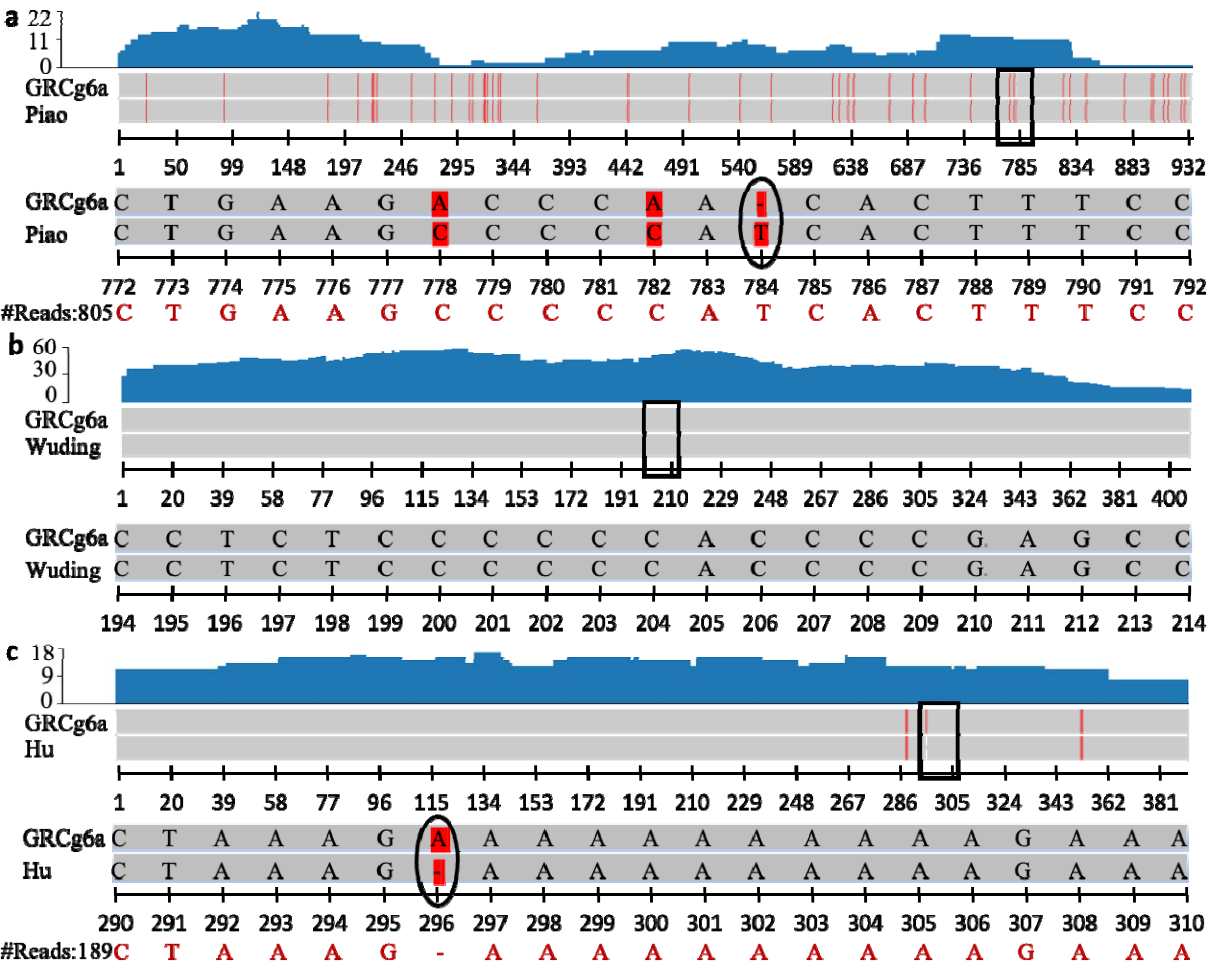 a 22
11
0
GRCg6a
Piao
1 50 99 148 197 246 295 344 393 442 491 540 589 638 687 736 785 834 883 932
GRCg6a C T G A A G A C C C A A - C A C T T T C C
Piao C T G A A G C C C C C A T C A C T T T C C
772 773 774 775 776 777 778 779 780 781 782 783 784 785 786 787 788 789 790 791 792
#Reads:805 C T G A A G C C C C C A T C A C T T T C C
b 60
30
0
GRCg6a
Wuding
1 20 39 58 77 96 115 134 153 172 191 210 229 248 267 286 305 324 343 362 381 400
GRCg6a C C T C T C C C C C C A C C C C G A G C C
Wuding C C T C T C C C C C C A C C C C G A G C C
194 195 196 197 198 199 200 201 206 202 203 204 205 206 207 208 209 210 211 212 213 214
c 18
9
0
GRCg6a
Hu
1 20 39 58 77 96 115 134 153 172 191 210 229 248 267 286 305 324 343 362 381
GRCg6a C T A A A G A A A A A A A A A A A G A A A
Hu C T A A A G - A A A A A A A A A A G A A A
290 291 292 293 294 295 296 297 298 299 300 301 302 303 304 305 306 307 308 309 310
#Reads:189 C T A A A G - A A A A A A A A A A G A A A